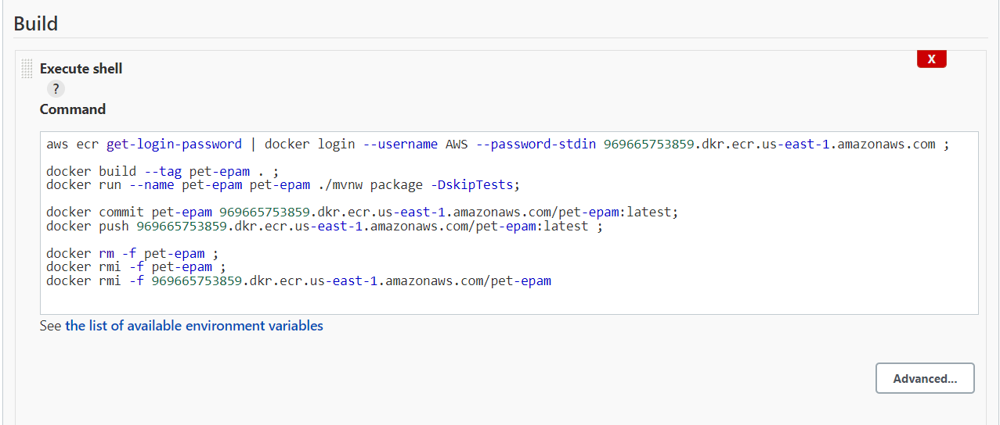 Build
X
Execute shell
?
Command
aws ecr get-login-password | docker login --username AWS --password-stdin 969665753859.dkr.ecr.us-east-1.amazonaws.com ;
docker build --tag pet-epam . ;
docker run --name pet-epam pet-epam ./mvnw package -DskipTests;
docker commit pet-epam 969665753859.dkr.ecr.us-east-1.amazonaws.com/pet-epam:latest;
docker push 969665753859.dkr.ecr.us-east-1.amazonaws.com/pet-epam:latest ;
docker rm -f pet-epam ;
docker rmi -f pet-epam ;
docker rmi -f 969665753859.dkr.ecr.us-east-1.amazonaws.com/pet-epam
See the list of available environment variables
Advanced...